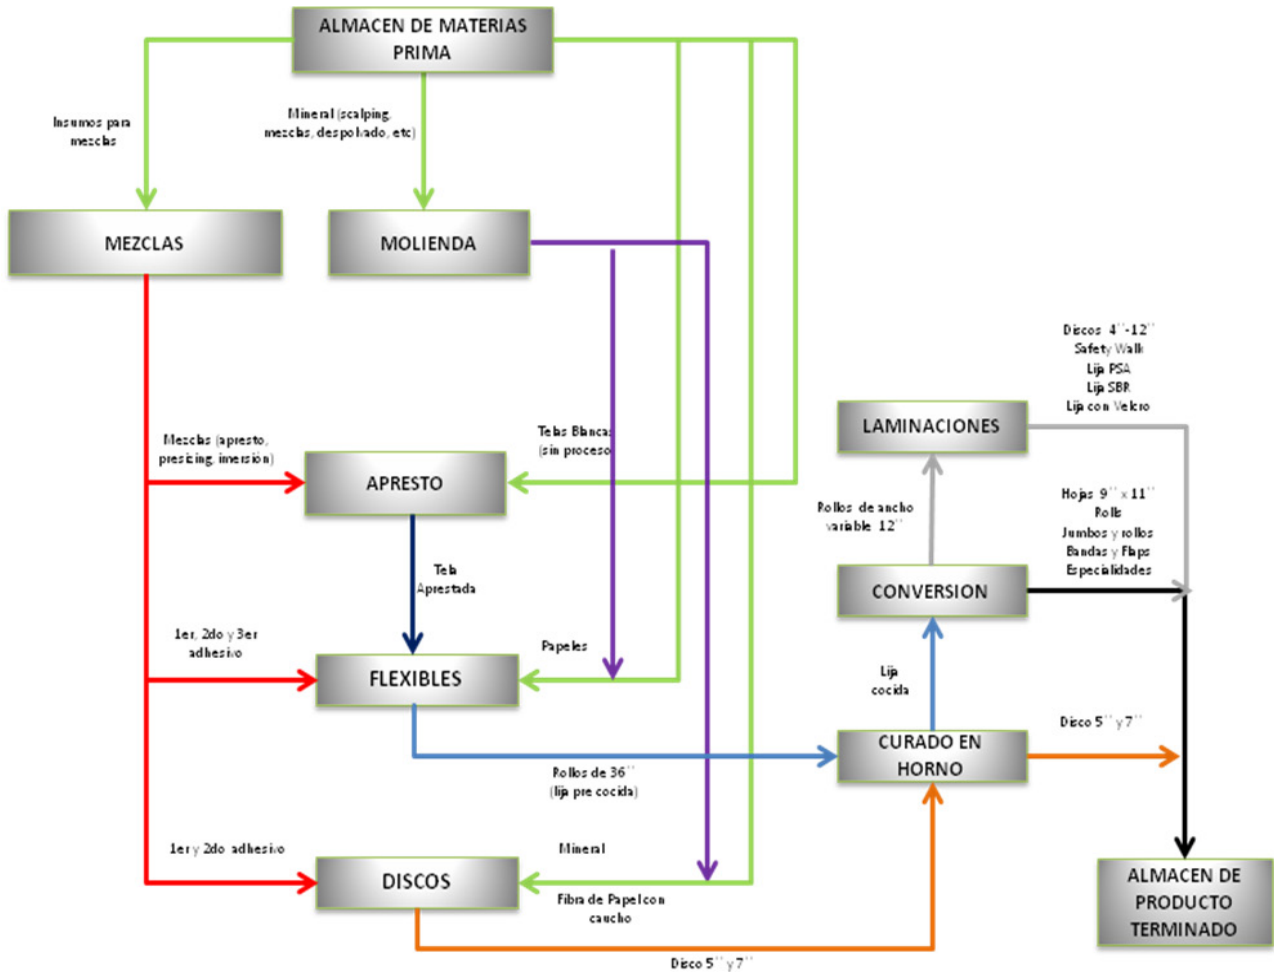 ALMACEN DE MATERIAS
PRIMA
Insumos para
mezclas
Mineral (scalping,
mezclas, despolvado, etc)
MEZCLAS
MOLIENDA
Discos 4´´-12´´
Safety Walk
Lija PSA
Lija SBR
Lija con Velcro
LAMINACIONES
Mezclas (apresto,
presizing, imersión)
Telas Blancas
(sin proceso
APRESTO
Rollos de ancho
variable 12´´
Hojas 9´´ x 11´´
Rolls
Jumbos y rollos
Bandas y Flaps
Especialidades
CONVERSION
Tela
Aprestada
1er, 2do y 3er
adhesivo
Papeles
FLEXIBLES
Lija
cocida
CURADO EN
HORNO
Disco 5´´ y 7´´
Rollos de 36´´
(lija pre cocida)
1er y 2do adhesivo
Mineral
DISCOS
Fibra de Papel con
caucho
ALMACEN DE
PRODUCTO
TERMINADO
Disco 5´´ y 7´´